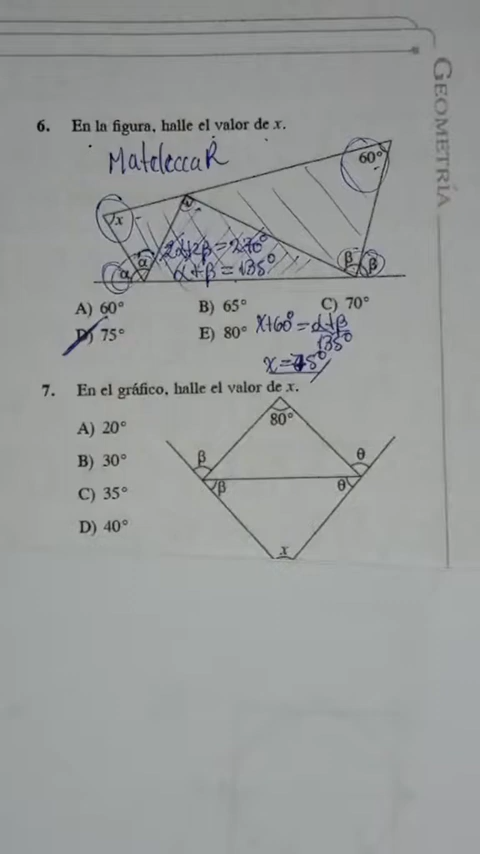 GEOMETRÍA
6. En la figura, halle el valor de x.
MateleccaR
60°
x
α α
β β
2α+2β=270°
α+β=135°
A) 60° B) 65° C) 70°
D) 75° E) 80°
x+60°=α+β
135°
x=75°
7. En el gráfico, halle el valor de x.
A) 20°
B) 30°
C) 35°
D) 40°
80°
β θ
β θ
x